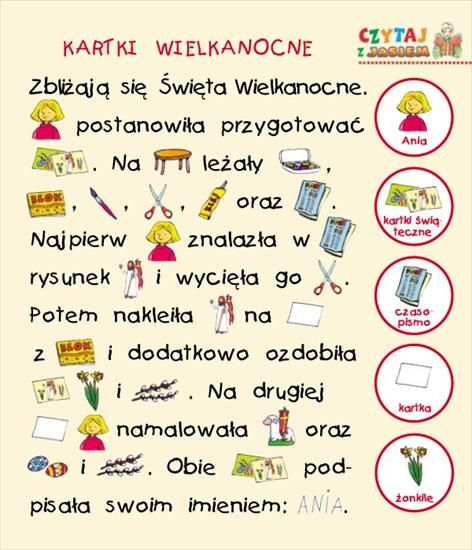 CZYTAJ
Z JASIEM
KARTKI WIELKANOCNE
Zbliżają się Święta Wielkanocne.
postanowiła przygotować
. Na leżały ,
BLOK , , , oraz .
Najpierw znalazła w
rysunek i wycięła go .
Potem nakleiła na
z BLOK i dodatkowo ozdobiła
i . Na drugiej
namalowała oraz
i . Obie pod-
pisała swoim imieniem: ANIA.
Ania
kartki świą-
teczne
czaso-
pismo
kartka
żonkile